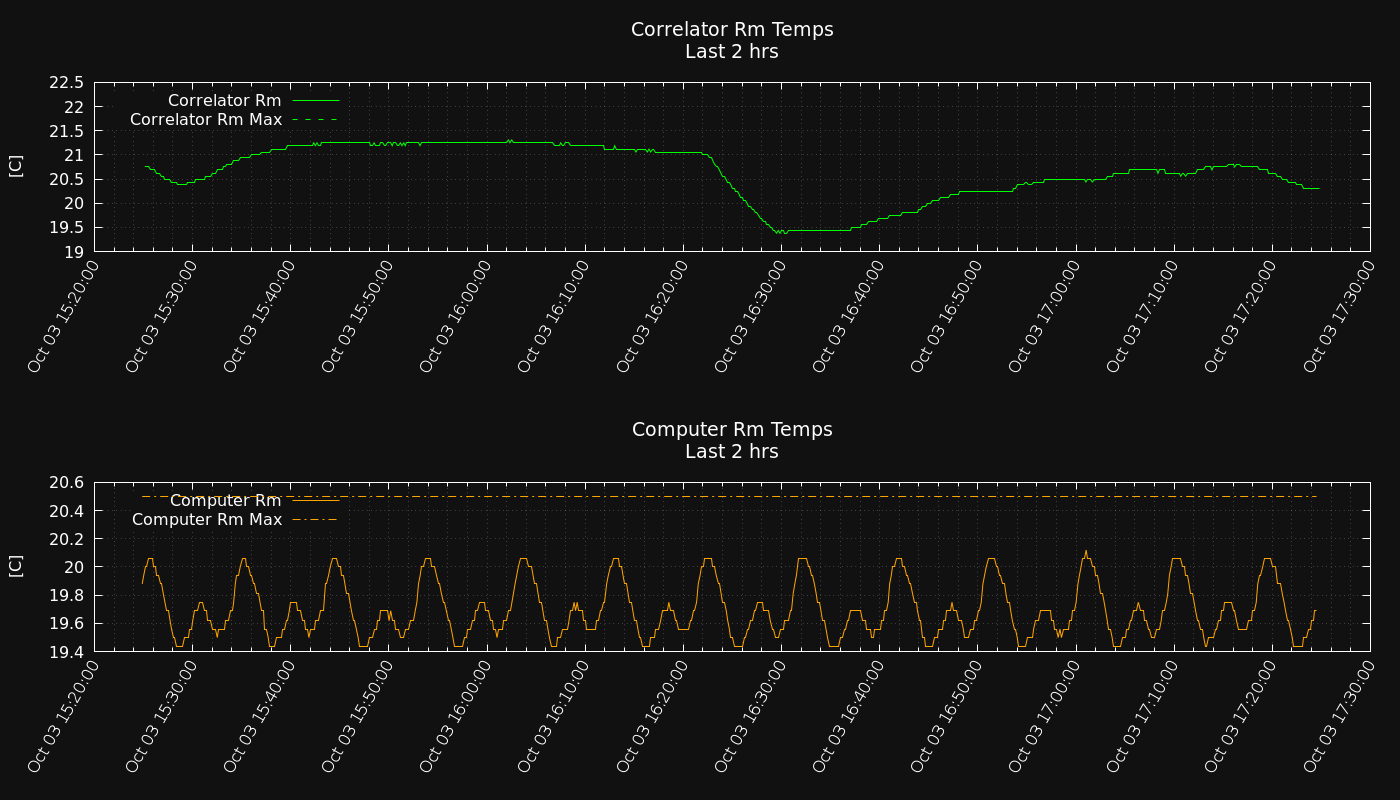 Correlator Rm Temps
Last 2 hrs
[C]
22.5
22
21.5
21
20.5
20
19.5
19
Correlator Rm
Correlator Rm Max
Oct 03 15:20:00
Oct 03 15:30:00
Oct 03 15:40:00
Oct 03 15:50:00
Oct 03 16:00:00
Oct 03 16:10:00
Oct 03 16:20:00
Oct 03 16:30:00
Oct 03 16:40:00
Oct 03 16:50:00
Oct 03 17:00:00
Oct 03 17:10:00
Oct 03 17:20:00
Oct 03 17:30:00
Computer Rm Temps
Last 2 hrs
[C]
20.6
20.4
20.2
20
19.8
19.6
19.4
Computer Rm
Computer Rm Max
Oct 03 15:20:00
Oct 03 15:30:00
Oct 03 15:40:00
Oct 03 15:50:00
Oct 03 16:00:00
Oct 03 16:10:00
Oct 03 16:20:00
Oct 03 16:30:00
Oct 03 16:40:00
Oct 03 16:50:00
Oct 03 17:00:00
Oct 03 17:10:00
Oct 03 17:20:00
Oct 03 17:30:00